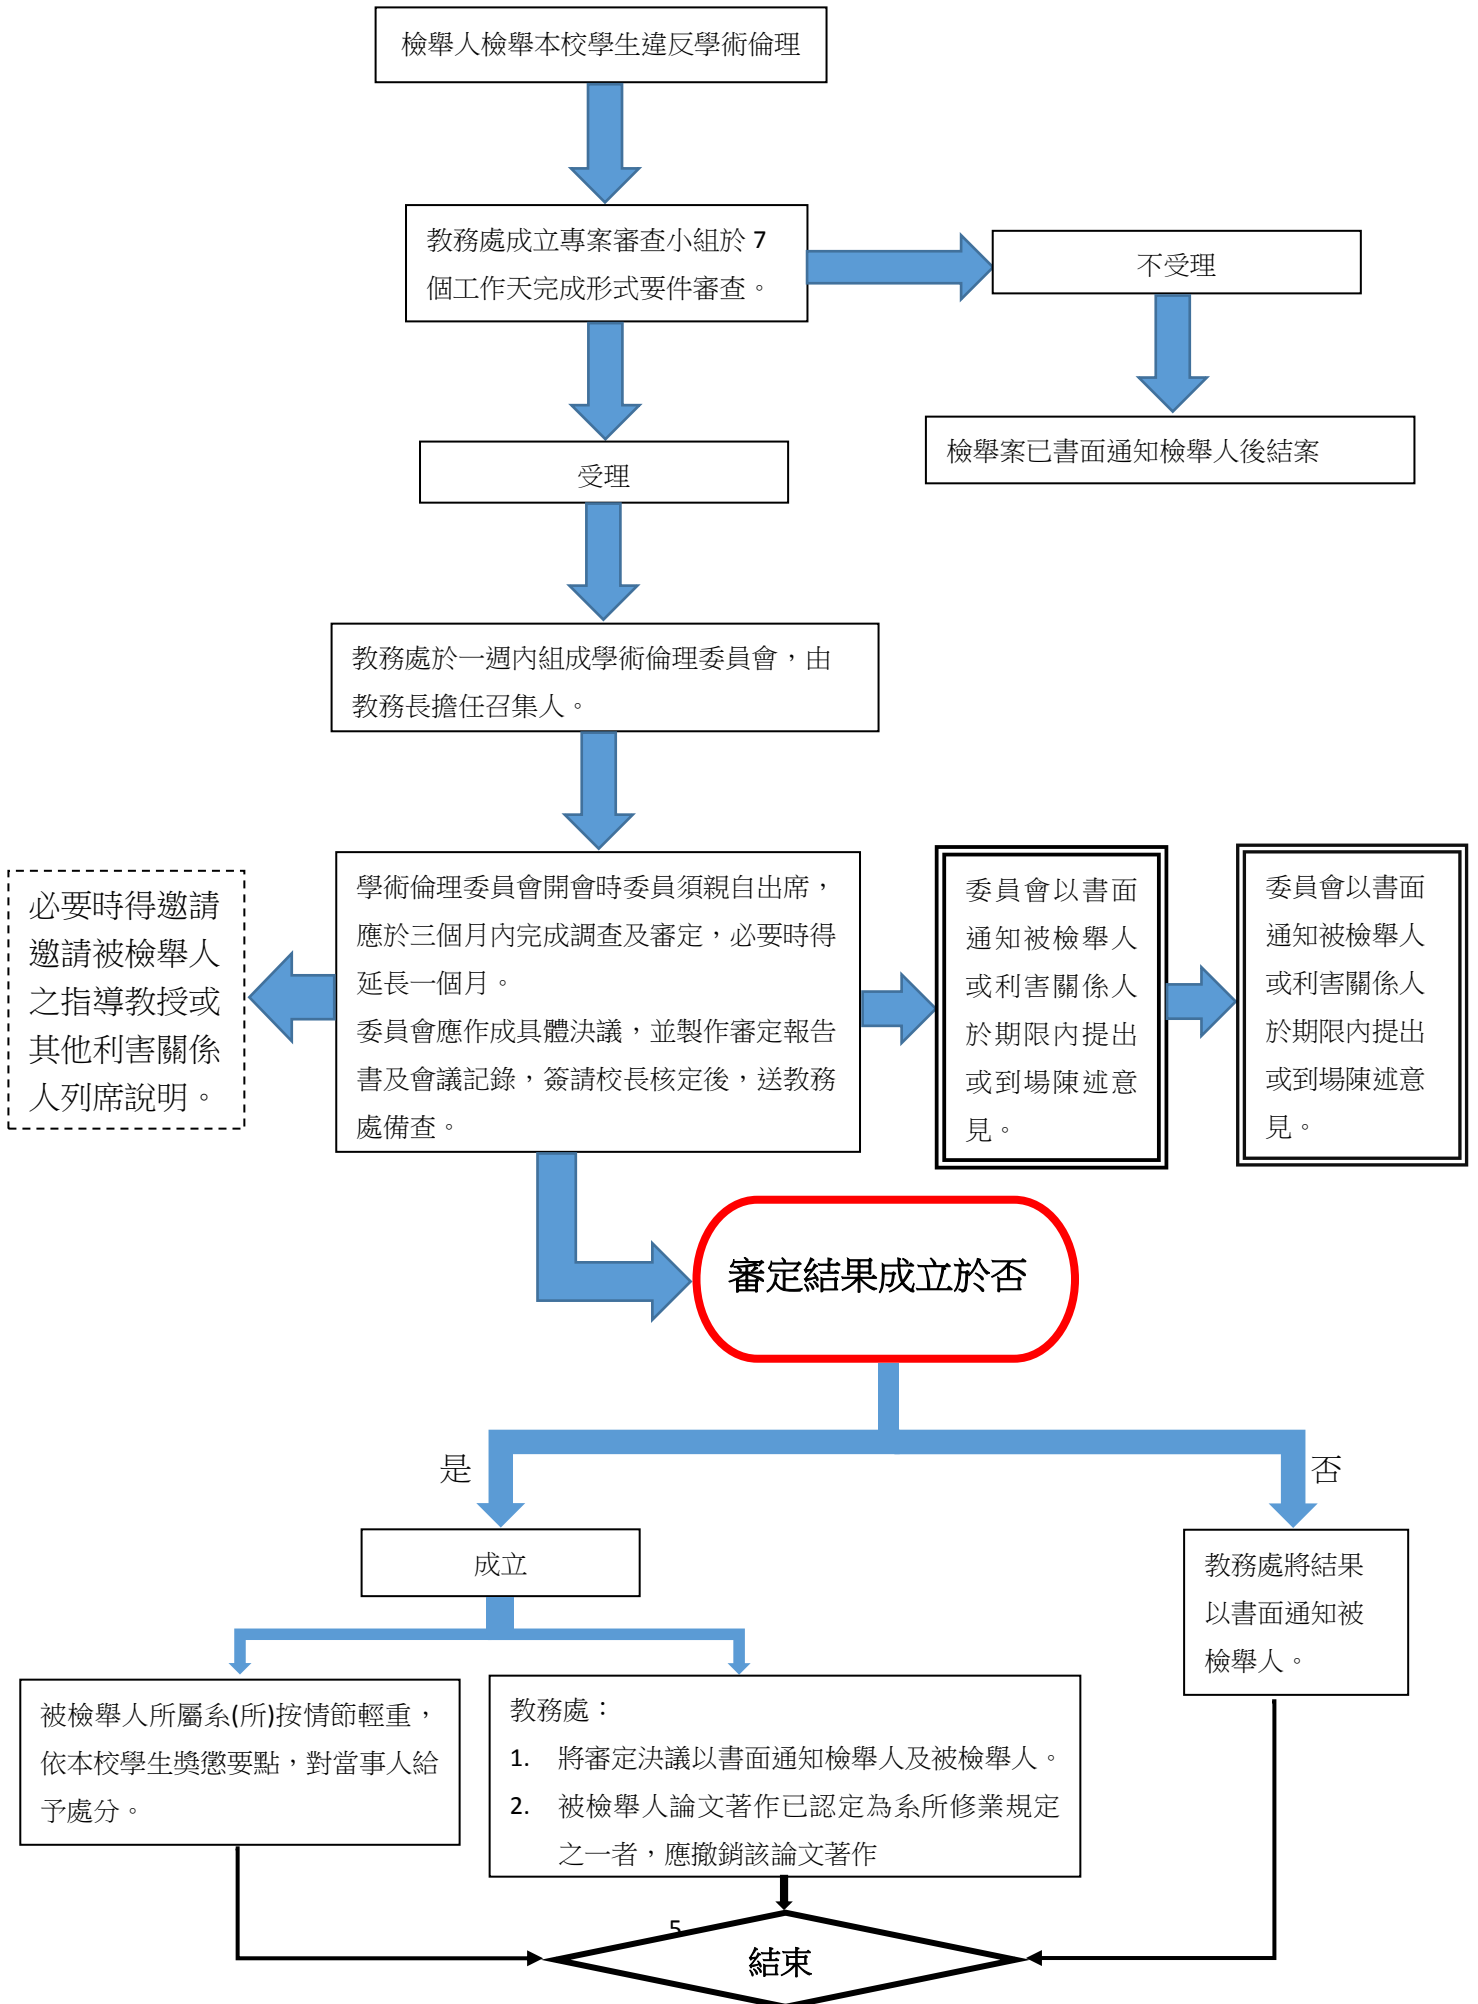 檢舉人檢舉本校學生違反學術倫理
教務處成立專案審查小組於 7
個工作天完成形式要件審查。
不受理
檢舉案已書面通知檢舉人後結案
受理
教務處於一週內組成學術倫理委員會，由
教務長擔任召集人。
必要時得邀請
邀請被檢舉人
之指導教授或
其他利害關係
人列席說明。
學術倫理委員會開會時委員須親自出席，
應於三個月內完成調查及審定，必要時得
延長一個月。
委員會應作成具體決議，並製作審定報告
書及會議記錄，簽請校長核定後，送教務
處備查。
委員會以書面
通知被檢舉人
或利害關係人
於期限內提出
或到場陳述意
見。
委員會以書面
通知被檢舉人
或利害關係人
於期限內提出
或到場陳述意
見。
審定結果成立於否
是
否
成立
教務處將結果
以書面通知被
檢舉人。
被檢舉人所屬系(所)按情節輕重，
依本校學生獎懲要點，對當事人給
予處分。
教務處：
1. 將審定決議以書面通知檢舉人及被檢舉人。
2. 被檢舉人論文著作已認定為系所修業規定
之一者，應撤銷該論文著作
5
結束